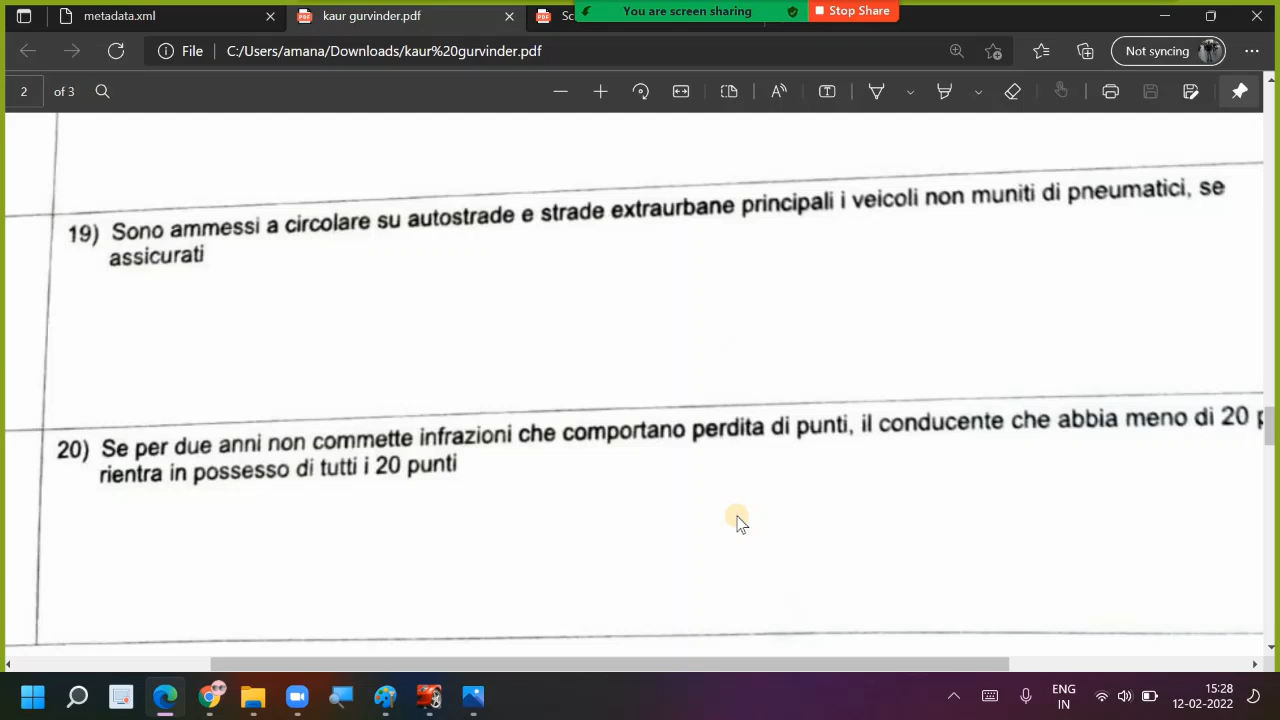 metadata.xml
kaur gurvinder.pdf
Sc
You are screen sharing
Stop Share
File
C:/Users/amana/Downloads/kaur%20gurvinder.pdf
Not syncing
2 of 3
19) Sono ammessi a circolare su autostrade e strade extraurbane principali i veicoli non muniti di pneumatici, se
assicurati
20) Se per due anni non commette infrazioni che comportano perdita di punti, il conducente che abbia meno di 20 p
rientra in possesso di tutti i 20 punti
ENG
IN
15:28
12-02-2022